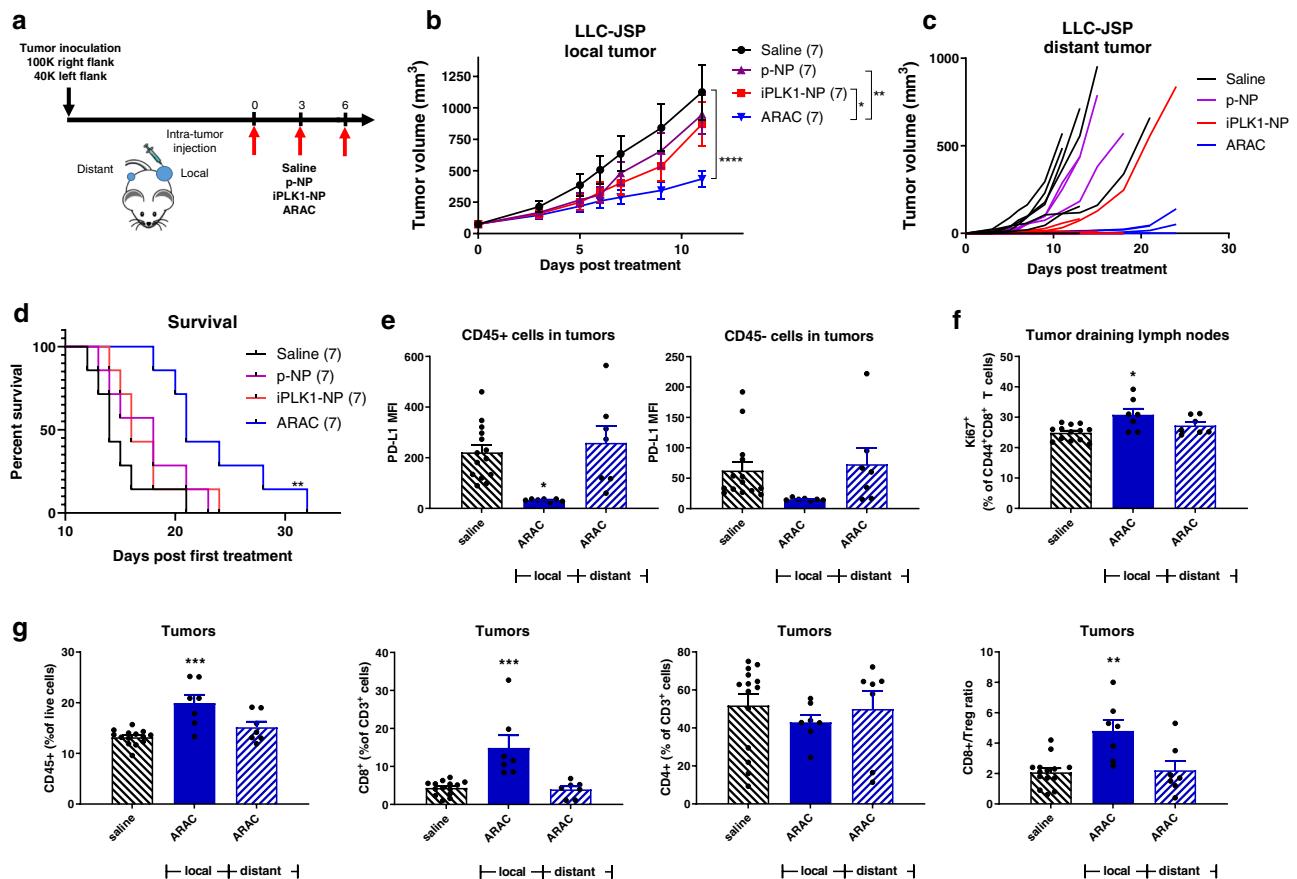 a
Tumor inoculation
100K right flank
40K left flank
0
3
6
Intra-tumor
injection
Distant
Local
Saline
p-NP
iPLK1-NP
ARAC
b
LLC-JSP
local tumor
Tumor volume (mm3)
1250
1000
750
500
250
0
0
5
10
Days post treatment
Saline (7)
p-NP (7)
iPLK1-NP (7)
ARAC (7)
*
**
****
c
LLC-JSP
distant tumor
Tumor volume (mm3)
1000
500
0
0
10
20
30
Days post treatment
Saline
p-NP
iPLK1-NP
ARAC
d
Survival
Percent survival
100
50
0
10
20
30
Days post first treatment
Saline (7)
p-NP (7)
iPLK1-NP (7)
ARAC (7)
**
e
CD45+ cells in tumors
PD-L1 MFI
600
400
200
0
*
saline
ARAC
ARAC
local
distant
CD45- cells in tumors
PD-L1 MFI
250
200
150
100
50
0
saline
ARAC
ARAC
local
distant
f
Tumor draining lymph nodes
Ki67+
(% of CD44+CD8+ T cells)
50
40
30
20
10
0
*
saline
ARAC
ARAC
local
distant
g
Tumors
CD45+ (%of live cells)
30
20
10
0
***
saline
ARAC
ARAC
local
distant
Tumors
CD8+ (%of CD3+ cells)
40
30
20
10
0
***
saline
ARAC
ARAC
local
distant
Tumors
CD4+ (% of CD3+ cells)
80
60
40
20
0
saline
ARAC
ARAC
local
distant
Tumors
CD8+/Treg ratio
10
8
6
4
2
0
**
saline
ARAC
ARAC
local
distant